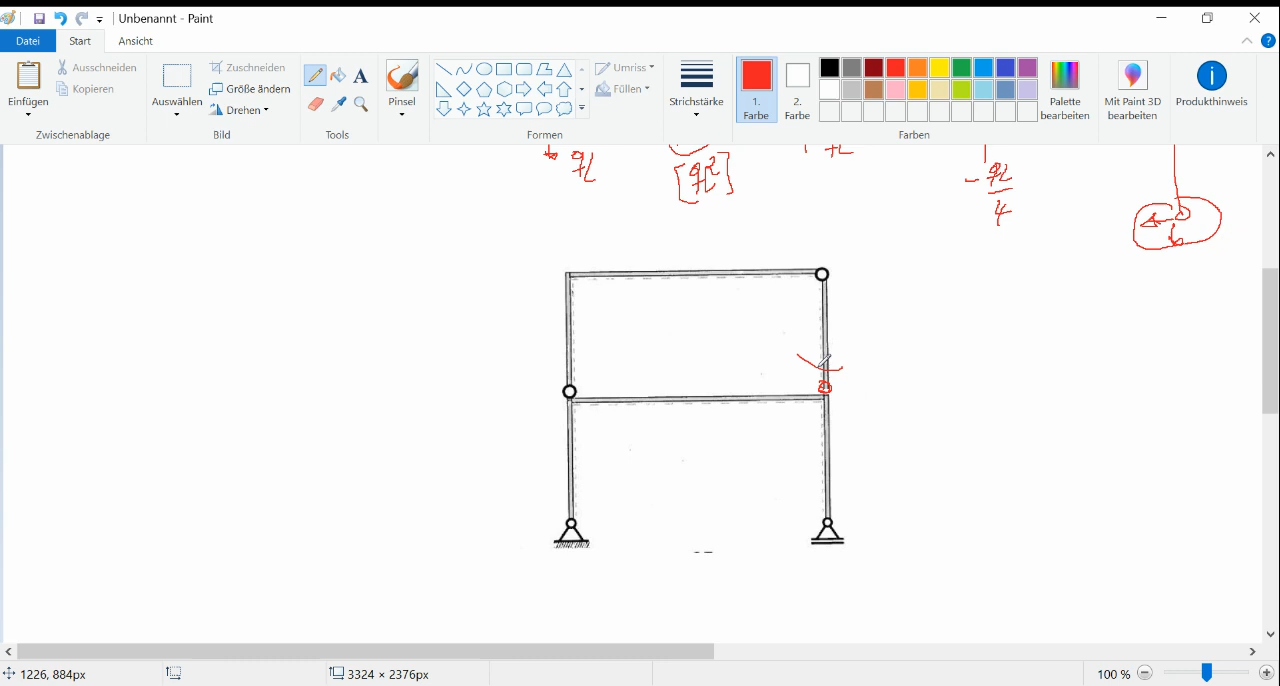 Unbenannt - Paint
Datei Start Ansicht
Einfügen
Ausschneiden
Kopieren
Zwischenablage
Auswählen
Zuschneiden
Größe ändern
Drehen
Bild
A
Tools
Pinsel
Umriss
Füllen
Formen
Strichstärke
1.
Farbe
2.
Farbe
Palette
bearbeiten
Farben
Mit Paint 3D
bearbeiten
Produkthinweis
1226, 884px
3324 × 2376px
100 %